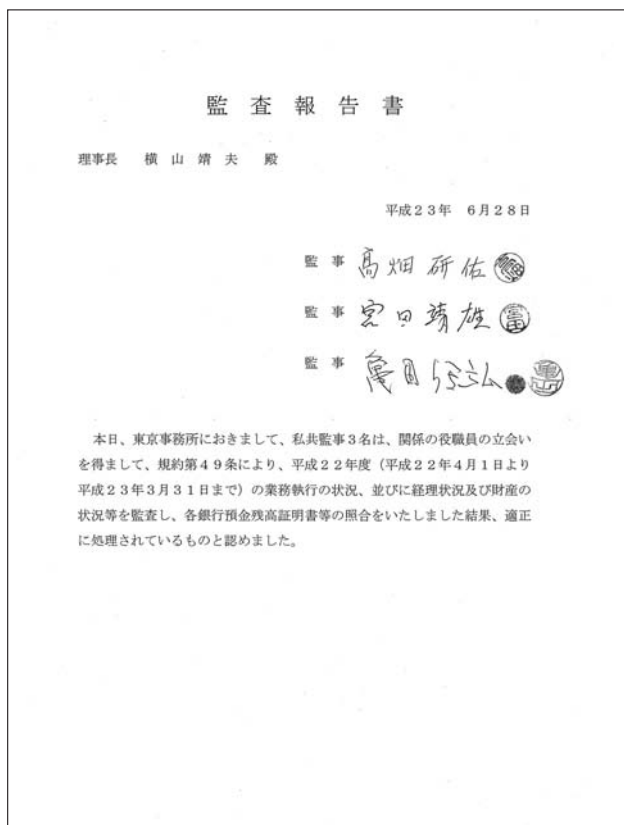 監査報告書
理事長　横山靖夫　殿
平成23年　6月28日
監事 高畑研佑
監事 靖雄
監事
本日、東京事務所におきまして、私共監事3名は、関係の役職員の立会い
を得まして、規約第49条により、平成22年度（平成22年4月1日より
平成23年3月31日まで）の業務執行の状況、並びに経理状況及び財産の
状況等を監査し、各銀行預金残高証明書等の照合をいたしました結果、適正
に処理されているものと認めました。